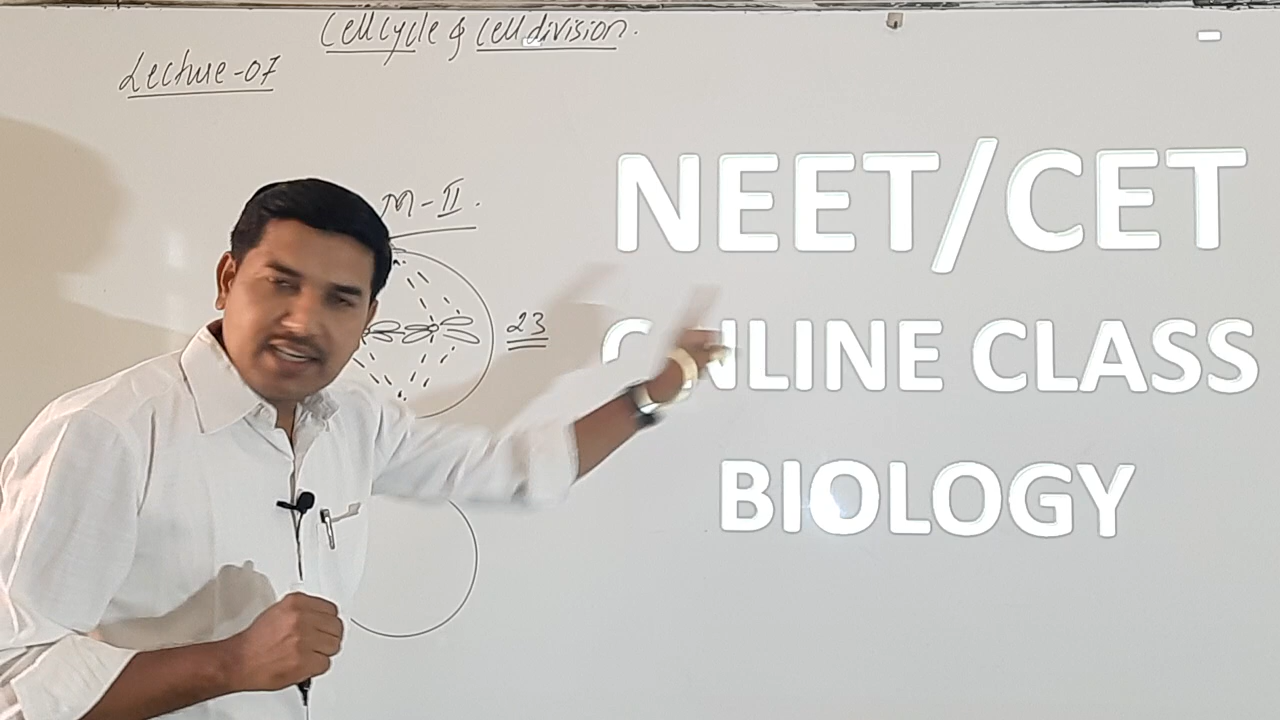 Cell Cycle & Cell division.
Lecture-07
M-II.
23
NEET/CET
ONLINE CLASS
BIOLOGY